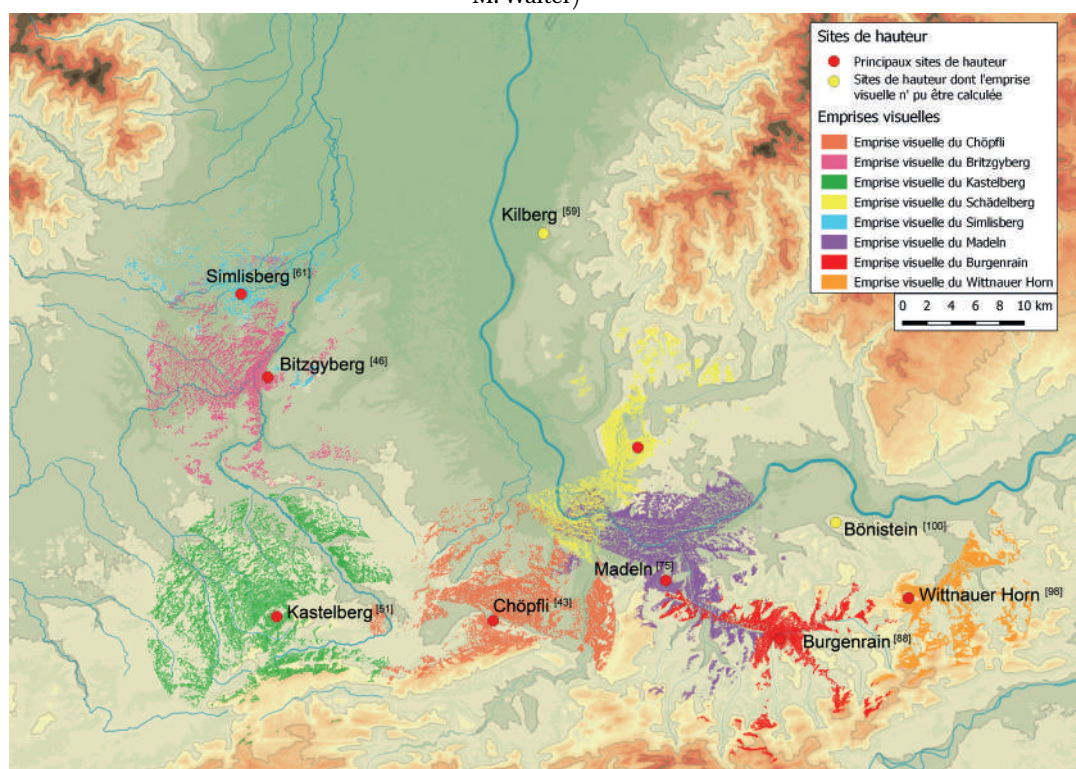 M. Walter)
Sites de hauteur
Principaux sites de hauteur
Sites de hauteur dont l'emprise
visuelle n' pu être calculée
Emprises visuelles
Emprise visuelle du Chöpfli
Emprise visuelle du Britzgyberg
Emprise visuelle du Kastelberg
Emprise visuelle du Schädelberg
Emprise visuelle du Simlisberg
Emprise visuelle du Madeln
Emprise visuelle du Burgenrain
Emprise visuelle du Wittnauer Horn
0 2 4 6 8 10 km
Kilberg [59]
Simlisberg [61]
Bitzgyberg [46]
Bönistein [100]
Madeln [75]
Wittnauer Horn [98]
Kastelberg [51]
Chöpfli [43]
Burgenrain [88]